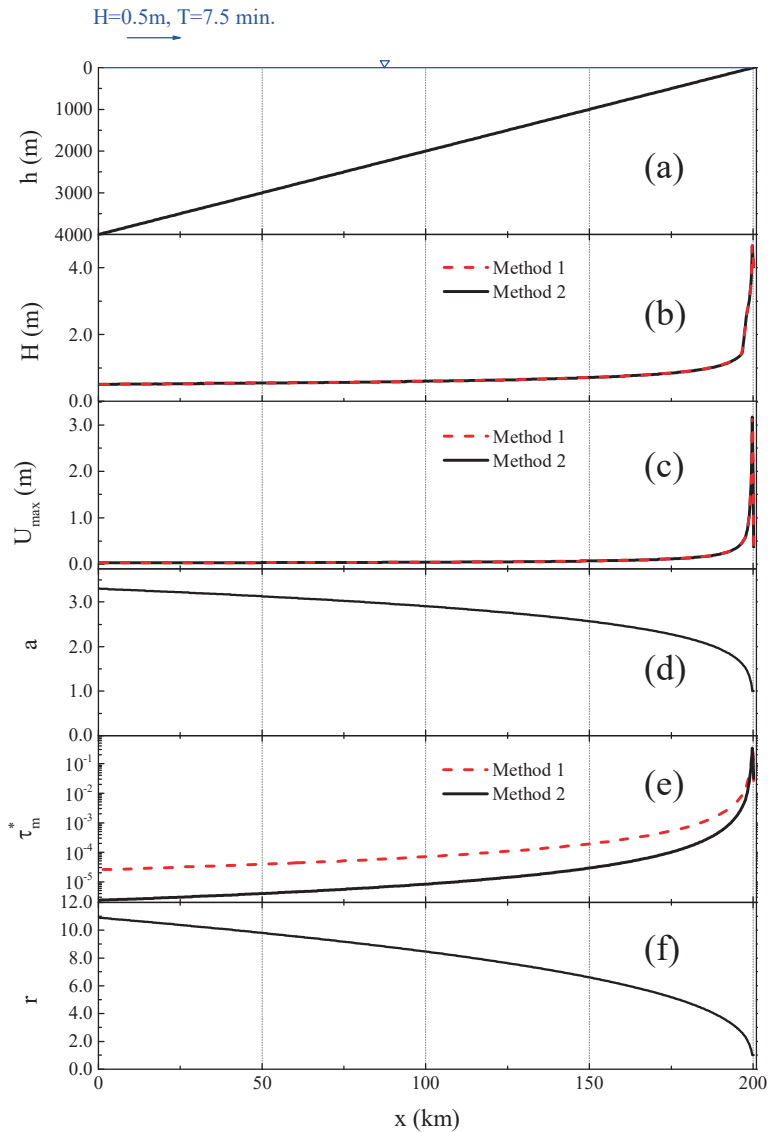 H=0.5m, T=7.5 min.
0
1000
2000
3000
4000
h (m)
(a)
4.0
2.0
0.0
H (m)
Method 1
Method 2
(b)
3.0
2.0
1.0
0.0
U_max (m)
Method 1
Method 2
(c)
3.0
2.0
1.0
0.0
a
(d)
10^-1
10^-2
10^-3
10^-4
10^-5
τ*_m
Method 1
Method 2
(e)
12.0
10.0
8.0
6.0
4.0
2.0
0.0
r
(f)
0 50 100 150 200
x (km)